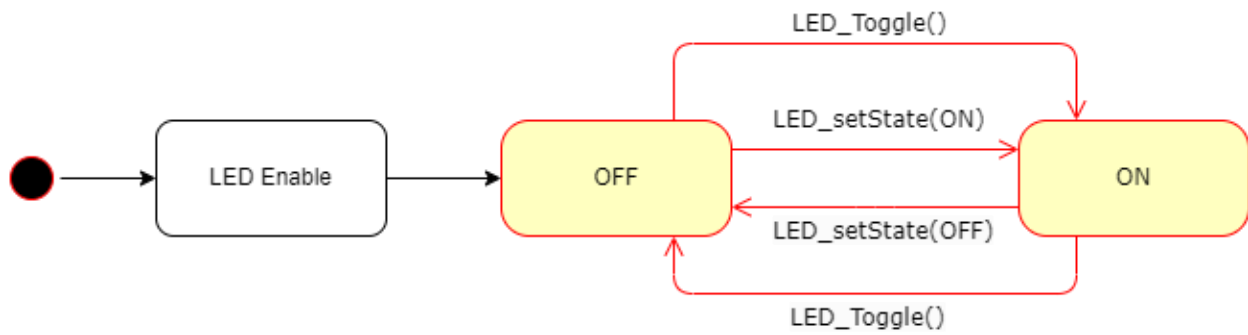 LED_Toggle()
LED_setState(ON)
LED Enable
OFF
ON
LED_setState(OFF)
LED_Toggle()